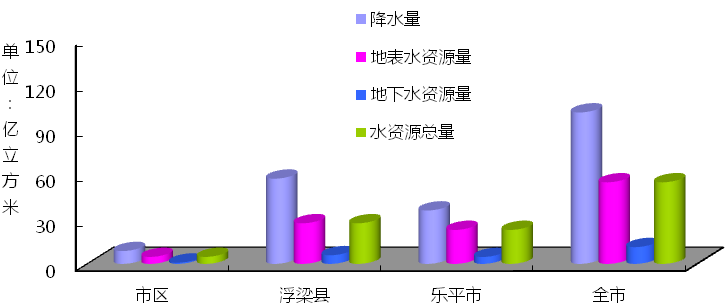 降水量
地表水资源量
地下水资源量
水资源总量
单位：亿立方米
150
120
90
60
30
0
市区
浮梁县
乐平市
全市